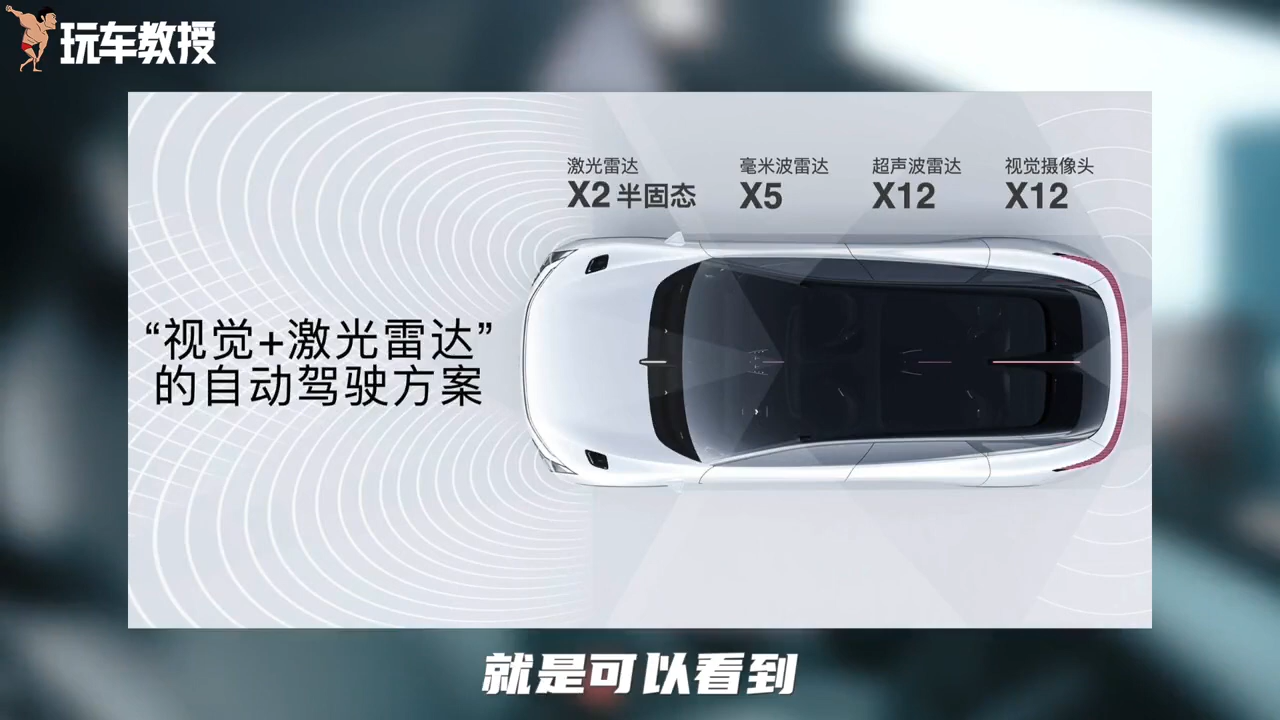 玩车教授
激光雷达
X2 半固态
毫米波雷达
X5
超声波雷达
X12
视觉摄像头
X12
“视觉+激光雷达”
的自动驾驶方案
就是可以看到